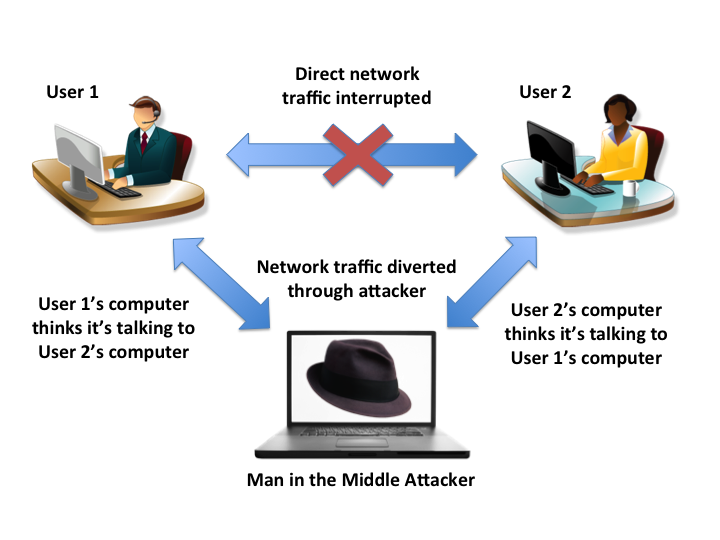 Direct network
traffic interrupted
User 1
User 2
Network traffic diverted
through attacker
User 1’s computer
thinks it’s talking to
User 2’s computer
User 2’s computer
thinks it’s talking to
User 1’s computer
Man in the Middle Attacker